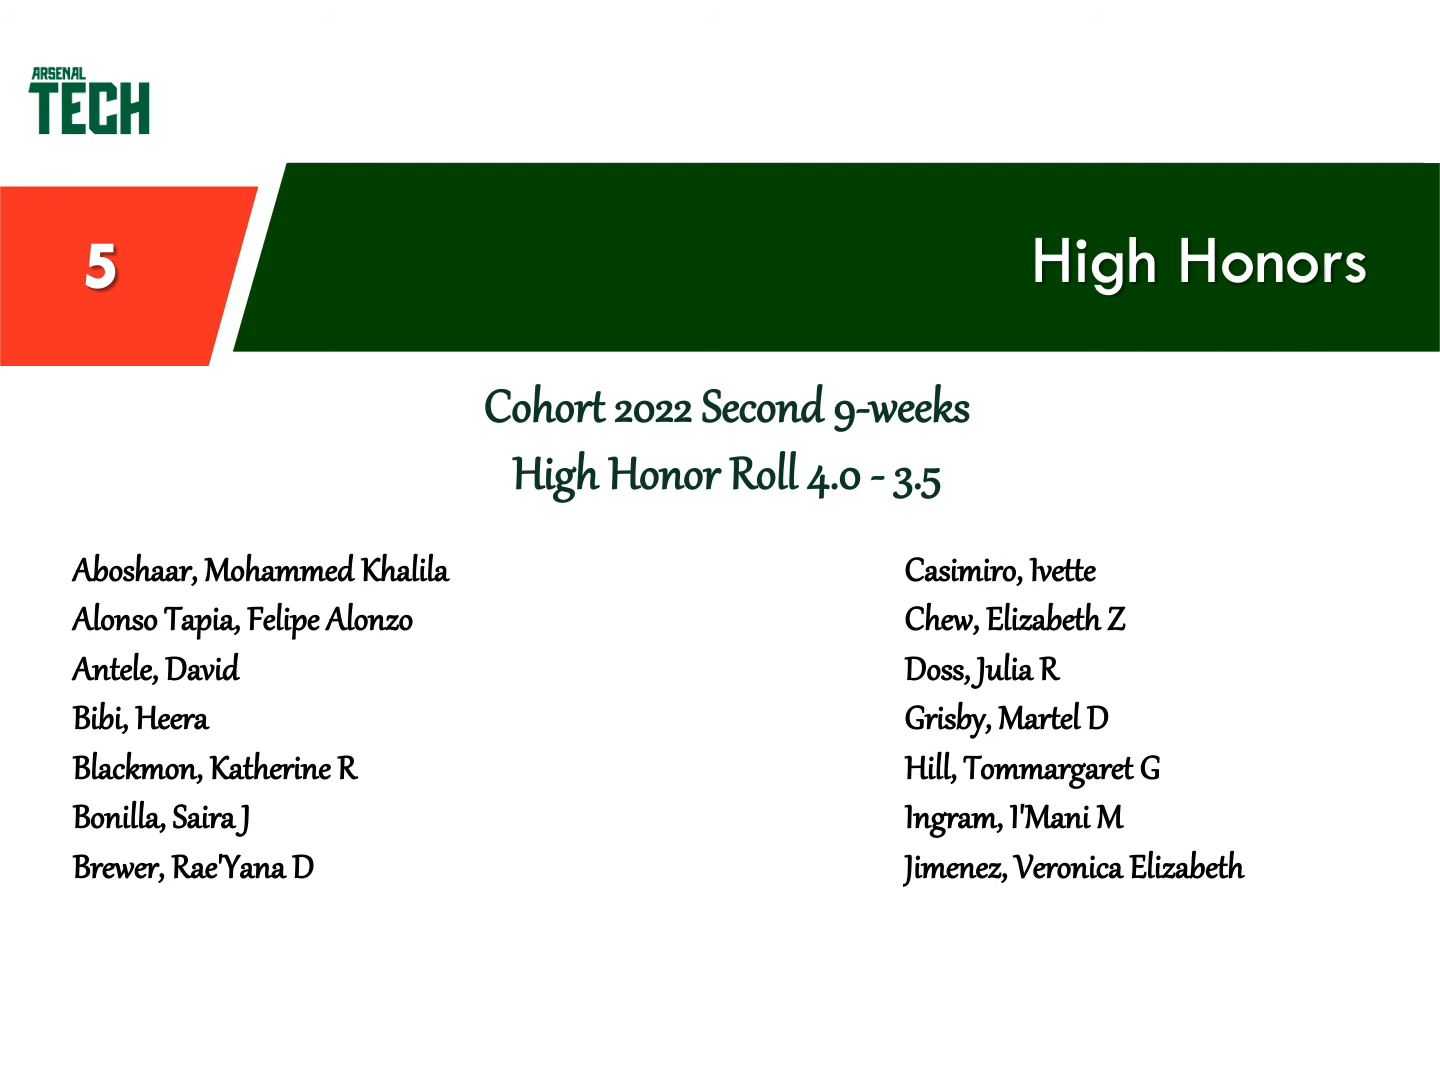 ARSENAL
TECH
5
High Honors
Cohort 2022 Second 9-weeks
High Honor Roll 4.0 - 3.5
Aboshaar, Mohammed Khalila
Alonso Tapia, Felipe Alonzo
Antele, David
Bibi, Heera
Blackmon, Katherine R
Bonilla, Saira J
Brewer, Rae'Yana D
Casimiro, Ivette
Chew, Elizabeth Z
Doss, Julia R
Grisby, Martel D
Hill, Tommargaret G
Ingram, I'Mani M
Jimenez, Veronica Elizabeth